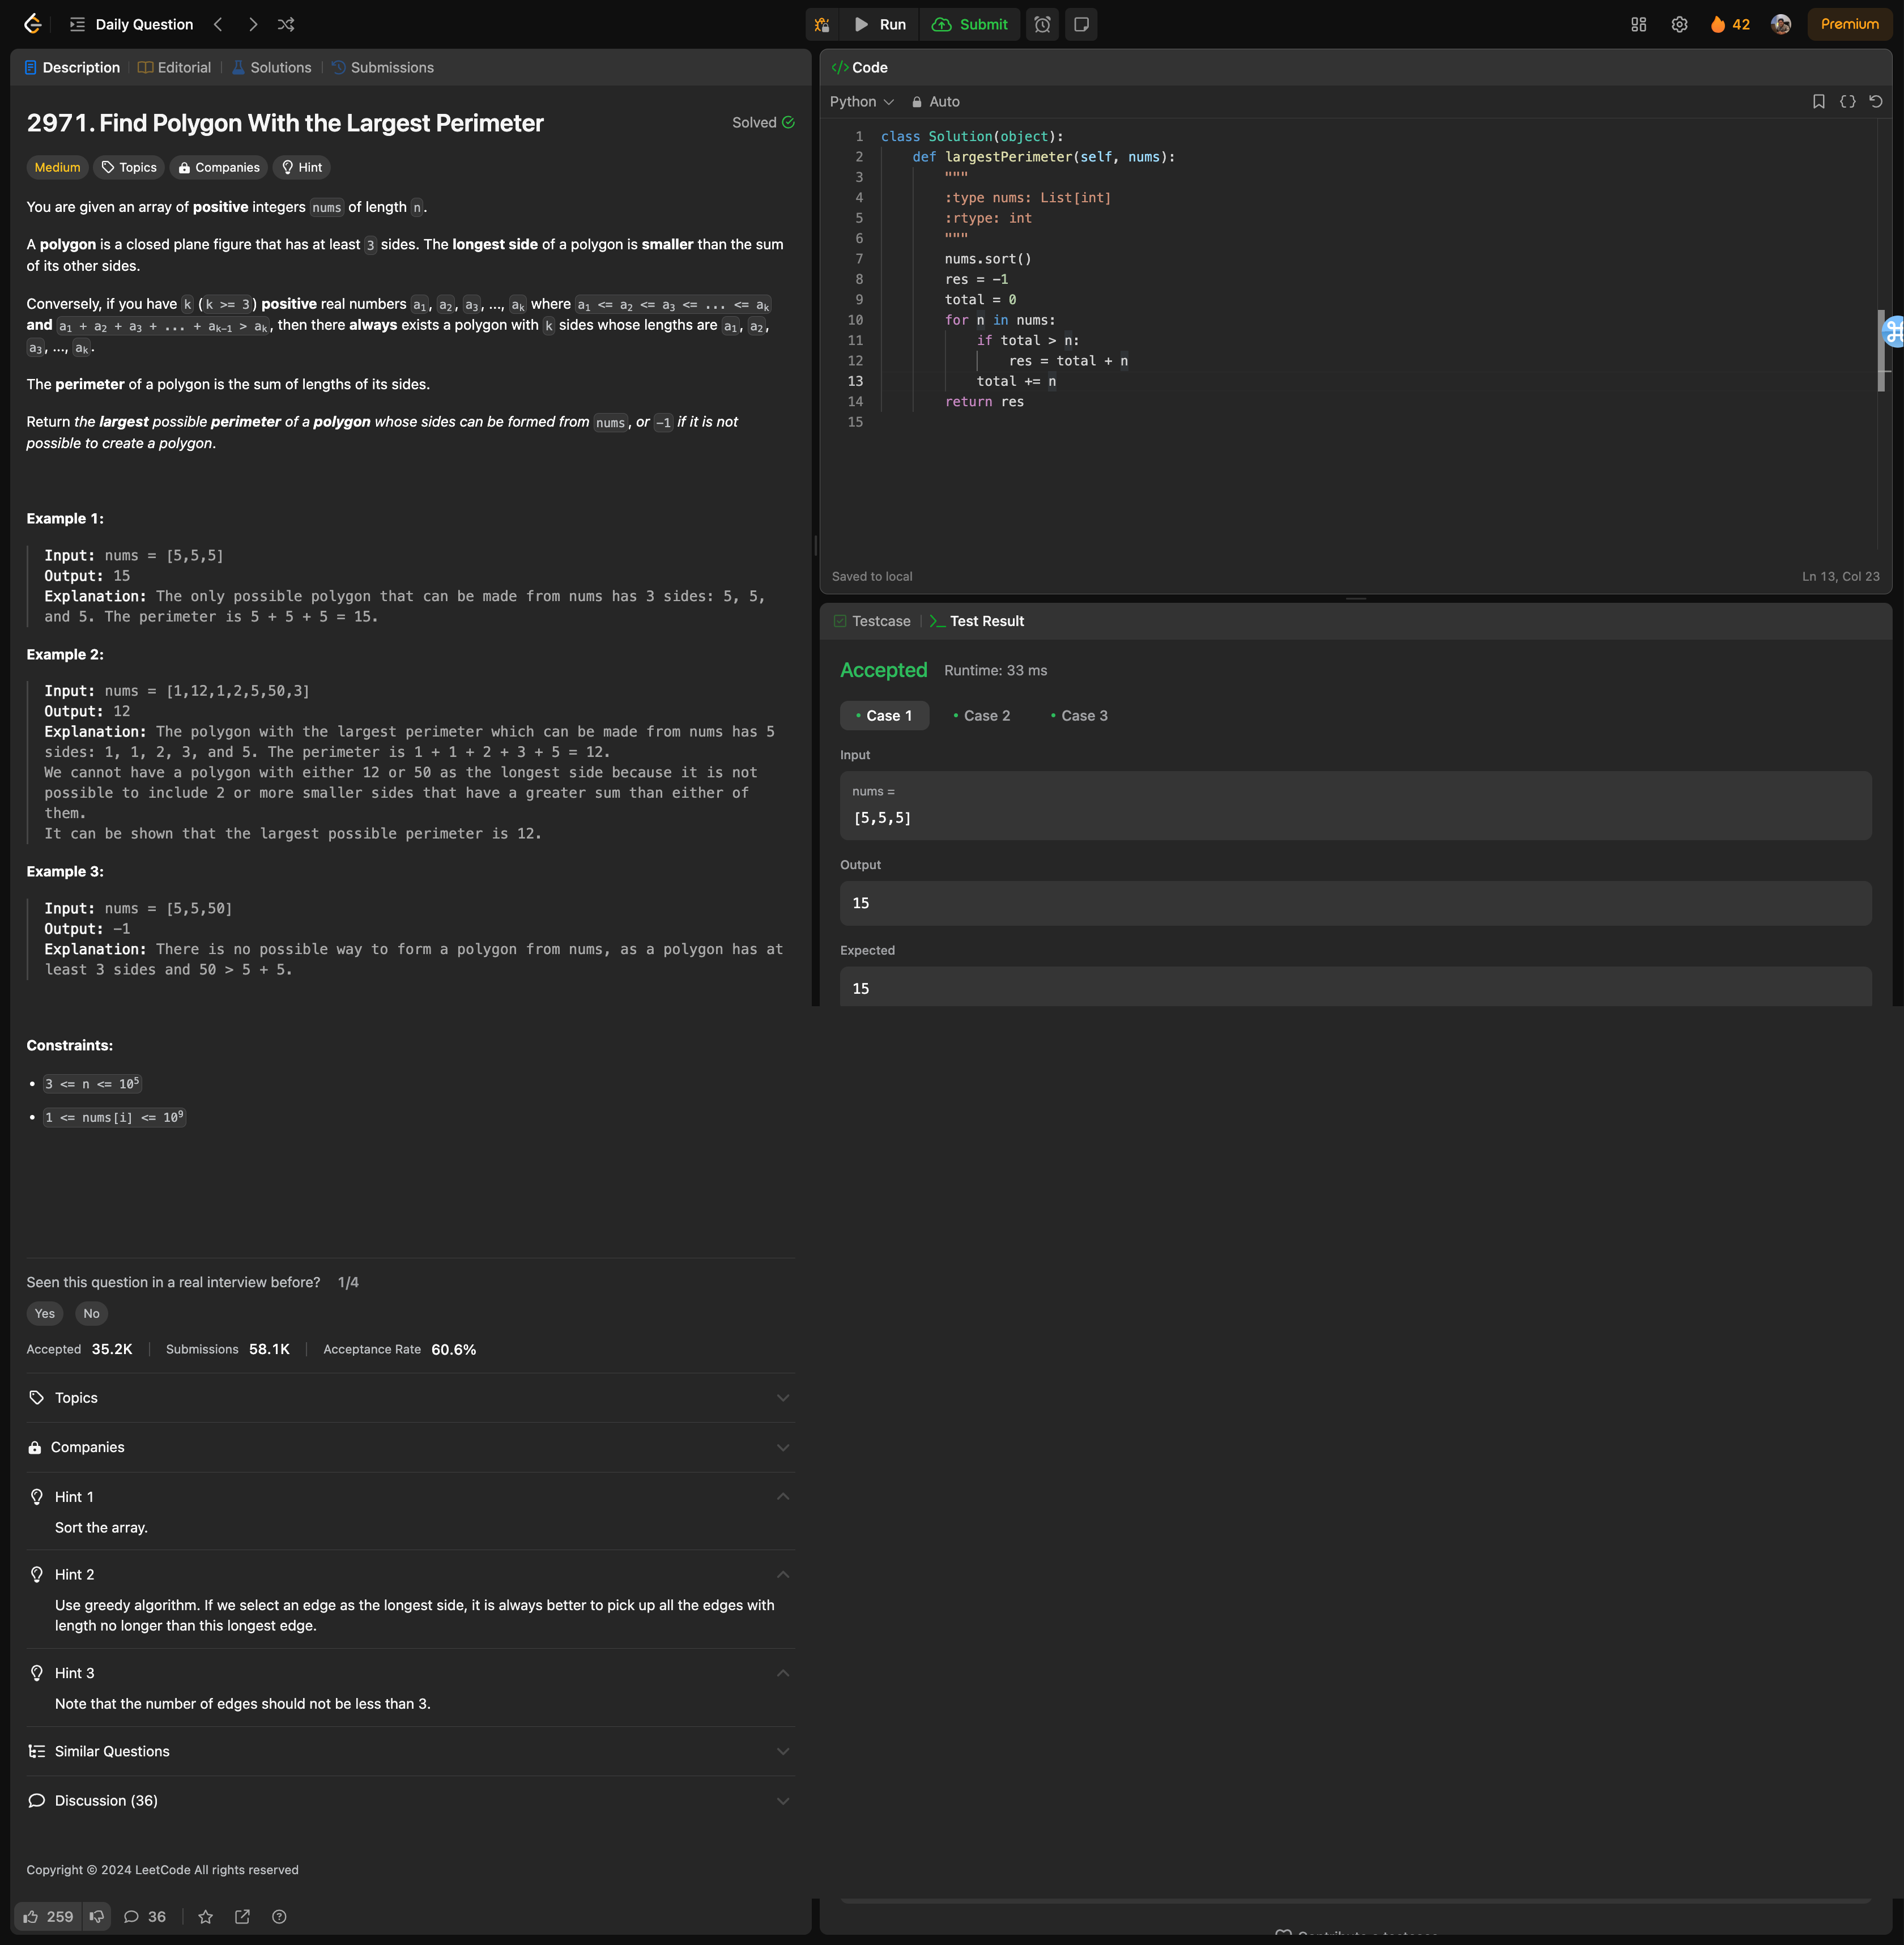 Daily Question
Run
Submit
42
Premium
Description
Editorial
Solutions
Submissions
2971. Find Polygon With the Largest Perimeter
Solved
Medium
Topics
Companies
Hint
You are given an array of positive integers nums of length n.
A polygon is a closed plane figure that has at least 3 sides. The longest side of a polygon is smaller than the sum
of its other sides.
Conversely, if you have k (k >= 3) positive real numbers a₁, a₂, a₃, ..., aₖ where a₁ <= a₂ <= a₃ <= ... <= aₖ
and a₁ + a₂ + a₃ + ... + aₖ₋₁ > aₖ, then there always exists a polygon with k sides whose lengths are a₁, a₂,
a₃, ..., aₖ.
The perimeter of a polygon is the sum of lengths of its sides.
Return the largest possible perimeter of a polygon whose sides can be formed from nums, or -1 if it is not
possible to create a polygon.
Example 1:
Input: nums = [5,5,5]
Output: 15
Explanation: The only possible polygon that can be made from nums has 3 sides: 5, 5,
and 5. The perimeter is 5 + 5 + 5 = 15.
Example 2:
Input: nums = [1,12,1,2,5,50,3]
Output: 12
Explanation: The polygon with the largest perimeter which can be made from nums has 5
sides: 1, 1, 2, 3, and 5. The perimeter is 1 + 1 + 2 + 3 + 5 = 12.
We cannot have a polygon with either 12 or 50 as the longest side because it is not
possible to include 2 or more smaller sides that have a greater sum than either of
them.
It can be shown that the largest possible perimeter is 12.
Example 3:
Input: nums = [5,5,50]
Output: -1
Explanation: There is no possible way to form a polygon from nums, as a polygon has at
least 3 sides and 50 > 5 + 5.
Constraints:
• 3 <= n <= 10⁵
• 1 <= nums[i] <= 10⁹
Seen this question in a real interview before? 1/4
Yes
No
Accepted 35.2K
Submissions 58.1K
Acceptance Rate 60.6%
Topics
Companies
Hint 1
Sort the array.
Hint 2
Use greedy algorithm. If we select an edge as the longest side, it is always better to pick up all the edges with
length no longer than this longest edge.
Hint 3
Note that the number of edges should not be less than 3.
Similar Questions
Discussion (36)
Copyright © 2024 LeetCode All rights reserved
259
36
</> Code
Python
Auto
1 class Solution(object):
2     def largestPerimeter(self, nums):
3         """
4         :type nums: List[int]
5         :rtype: int
6         """
7         nums.sort()
8         res = -1
9         total = 0
10         for n in nums:
11             if total > n:
12                 res = total + n
13             total += n
14         return res
15
Saved to local
Ln 13, Col 23
Testcase
Test Result
Accepted
Runtime: 33 ms
• Case 1
• Case 2
• Case 3
Input
nums =
[5,5,5]
Output
15
Expected
15